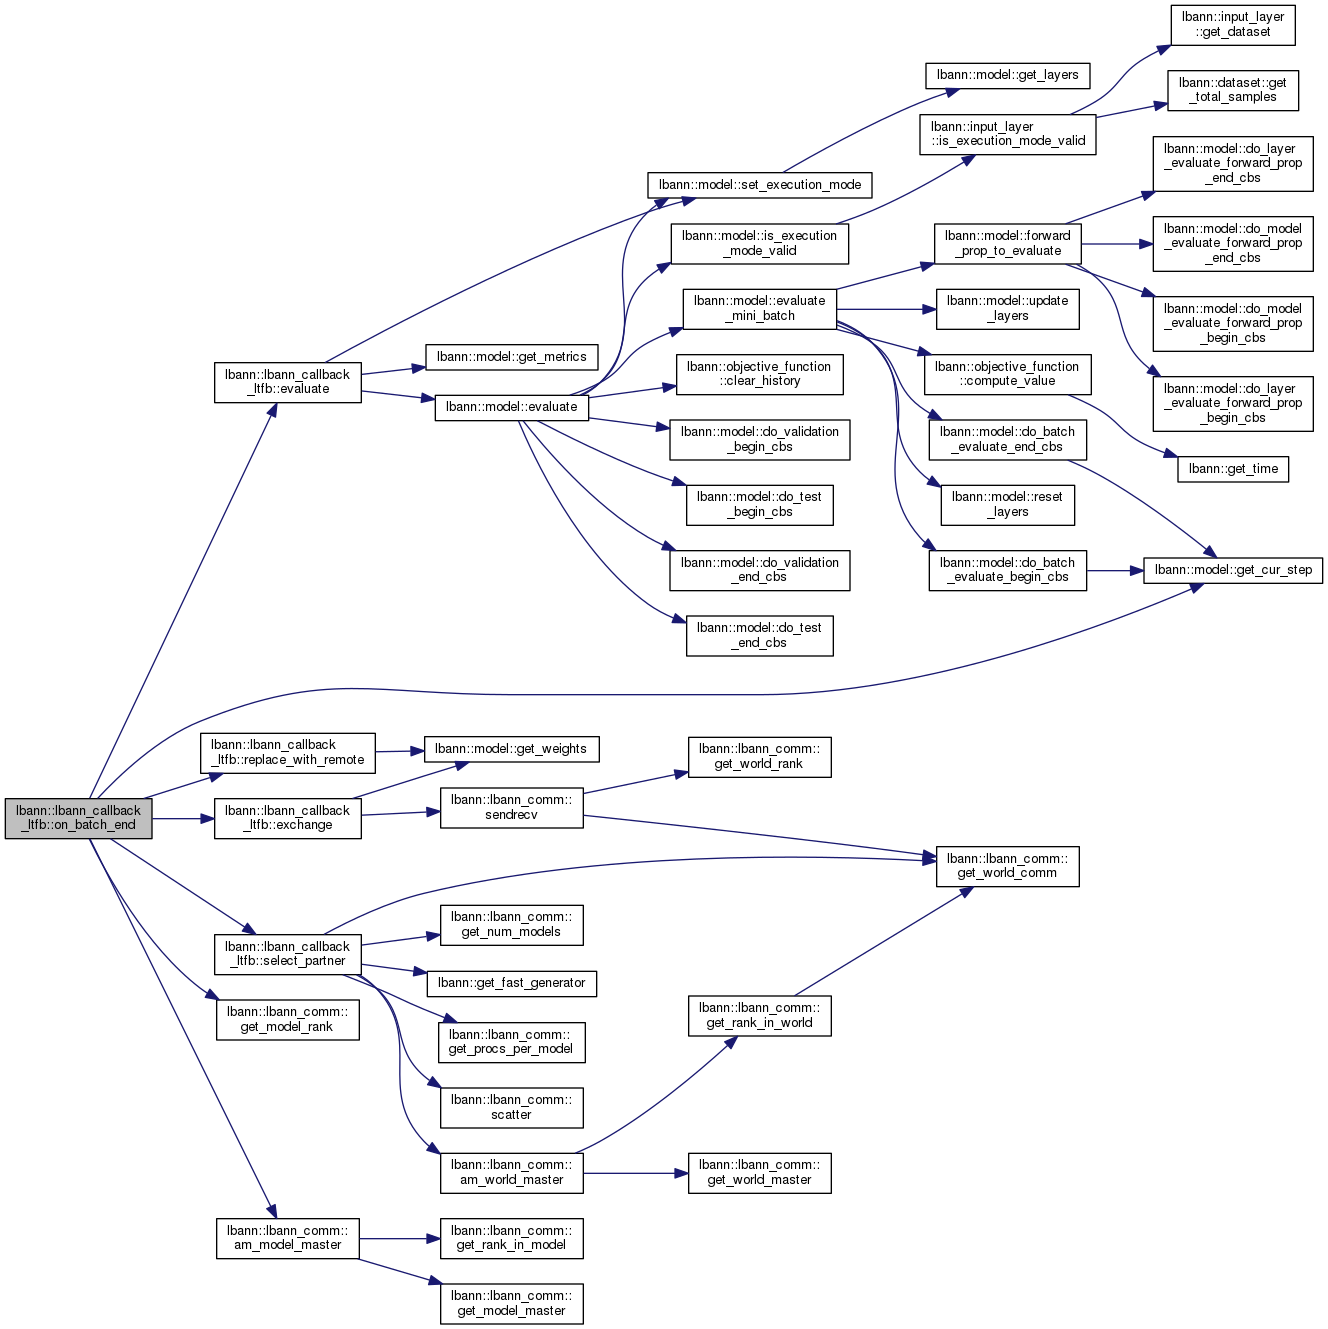 lbann::input_layer
::get_dataset
lbann::model::get_layers
lbann::dataset::get
_total_samples
lbann::input_layer
::is_execution_mode_valid
lbann::model::do_layer
_evaluate_forward_prop
_end_cbs
lbann::model::set_execution_mode
lbann::model::is_execution
_mode_valid
lbann::model::forward
_prop_to_evaluate
lbann::model::do_model
_evaluate_forward_prop
_end_cbs
lbann::model::evaluate
_mini_batch
lbann::model::update
_layers
lbann::model::do_model
_evaluate_forward_prop
_begin_cbs
lbann::lbann_callback
_ltfb::evaluate
lbann::model::get_metrics
lbann::objective_function
::clear_history
lbann::objective_function
::compute_value
lbann::model::do_layer
_evaluate_forward_prop
_begin_cbs
lbann::model::evaluate
lbann::model::do_validation
_begin_cbs
lbann::model::do_batch
_evaluate_end_cbs
lbann::get_time
lbann::model::do_test
_begin_cbs
lbann::model::reset
_layers
lbann::model::do_validation
_end_cbs
lbann::model::do_batch
_evaluate_begin_cbs
lbann::model::get_cur_step
lbann::model::do_test
_end_cbs
lbann::lbann_callback
_ltfb::replace_with_remote
lbann::model::get_weights
lbann::lbann_comm::
get_world_rank
lbann::lbann_callback
_ltfb::on_batch_end
lbann::lbann_callback
_ltfb::exchange
lbann::lbann_comm::
sendrecv
lbann::lbann_comm::
get_world_comm
lbann::lbann_callback
_ltfb::select_partner
lbann::lbann_comm::
get_num_models
lbann::get_fast_generator
lbann::lbann_comm::
get_model_rank
lbann::lbann_comm::
get_procs_per_model
lbann::lbann_comm::
get_rank_in_world
lbann::lbann_comm::
scatter
lbann::lbann_comm::
am_world_master
lbann::lbann_comm::
get_world_master
lbann::lbann_comm::
am_model_master
lbann::lbann_comm::
get_rank_in_model
lbann::lbann_comm::
get_model_master